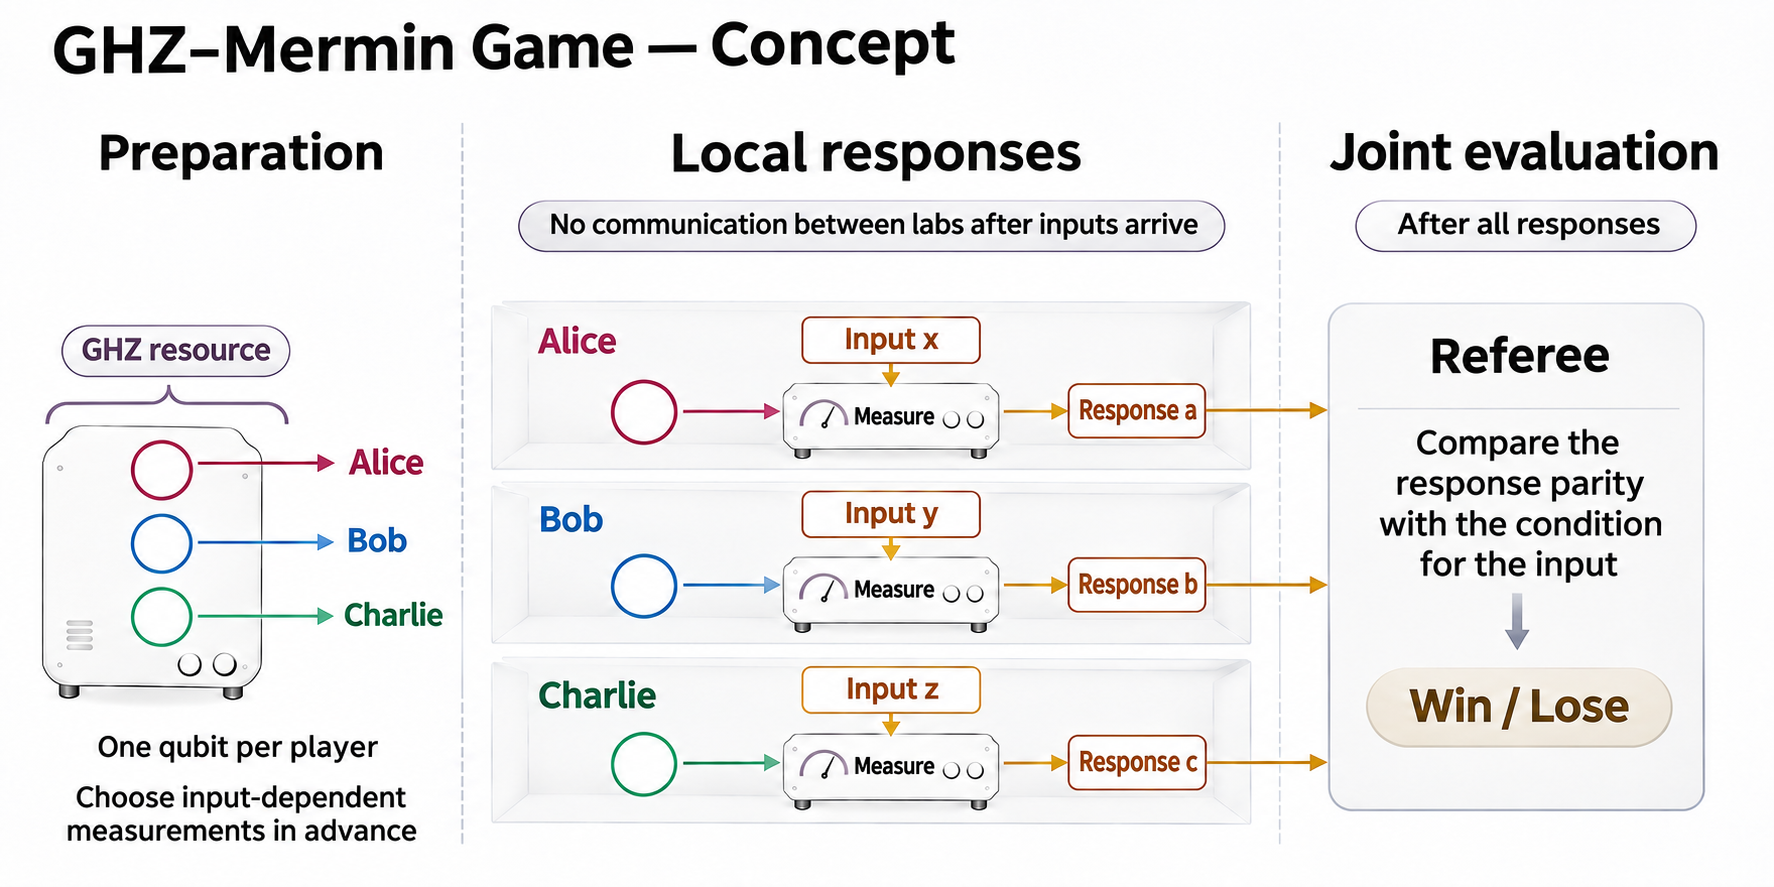 GHZ–Mermin Game — Concept
Preparation
GHZ resource
Alice
Bob
Charlie
One qubit per player
Choose input-dependent
measurements in advance
Local responses
No communication between labs after inputs arrive
Alice
Input x
Measure
Response a
Bob
Input y
Measure
Response b
Charlie
Input z
Measure
Response c
Joint evaluation
After all responses
Referee
Compare the
response parity
with the condition
for the input
Win / Lose